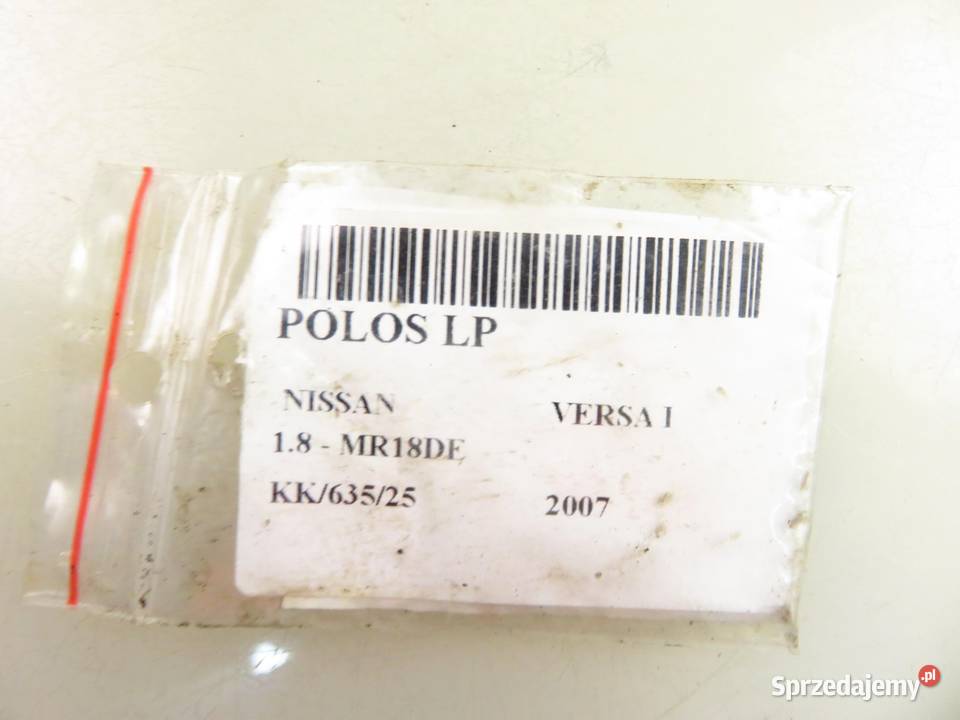 POLOS LP
NISSAN VERSA I
1.8 - MR18DE
KK/635/25 2007
Sprzedajemy.pl